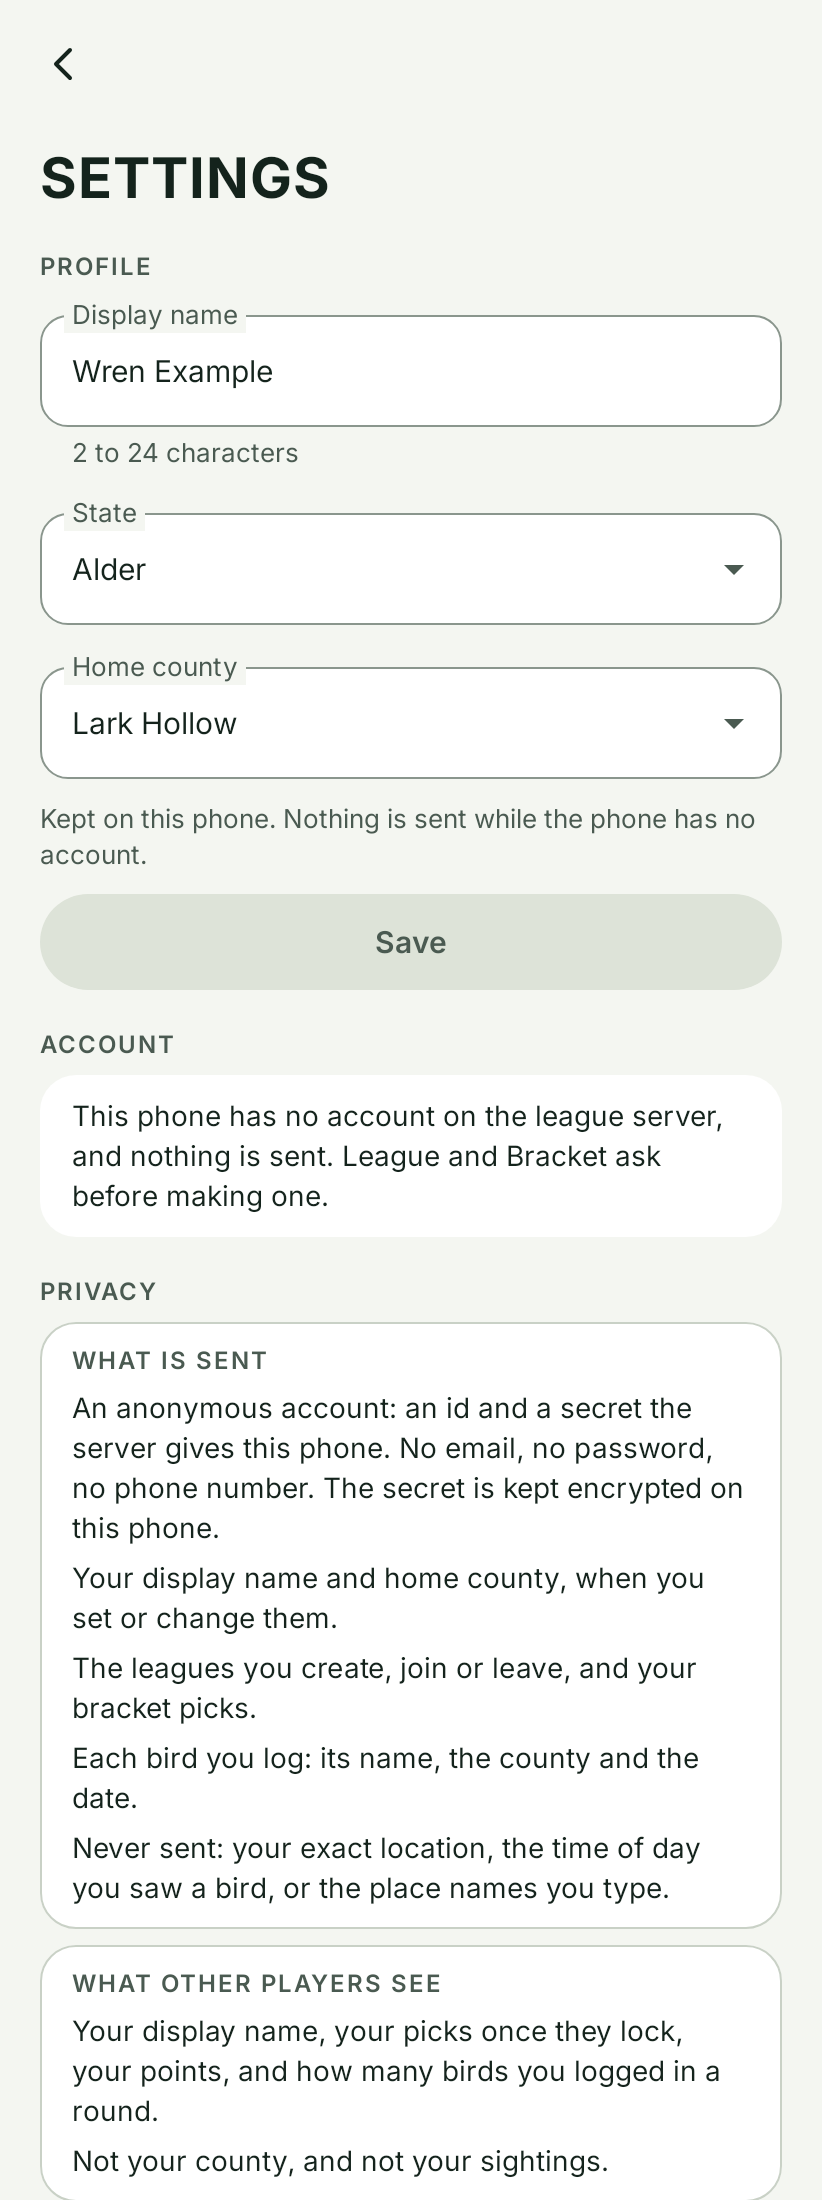 SETTINGS
PROFILE
Display name
Wren Example
2 to 24 characters
State
Alder
Home county
Lark Hollow
Kept on this phone. Nothing is sent while the phone has no
account.
Save
ACCOUNT
This phone has no account on the league server,
and nothing is sent. League and Bracket ask
before making one.
PRIVACY
WHAT IS SENT
An anonymous account: an id and a secret the
server gives this phone. No email, no password,
no phone number. The secret is kept encrypted on
this phone.
Your display name and home county, when you
set or change them.
The leagues you create, join or leave, and your
bracket picks.
Each bird you log: its name, the county and the
date.
Never sent: your exact location, the time of day
you saw a bird, or the place names you type.
WHAT OTHER PLAYERS SEE
Your display name, your picks once they lock,
your points, and how many birds you logged in a
round.
Not your county, and not your sightings.